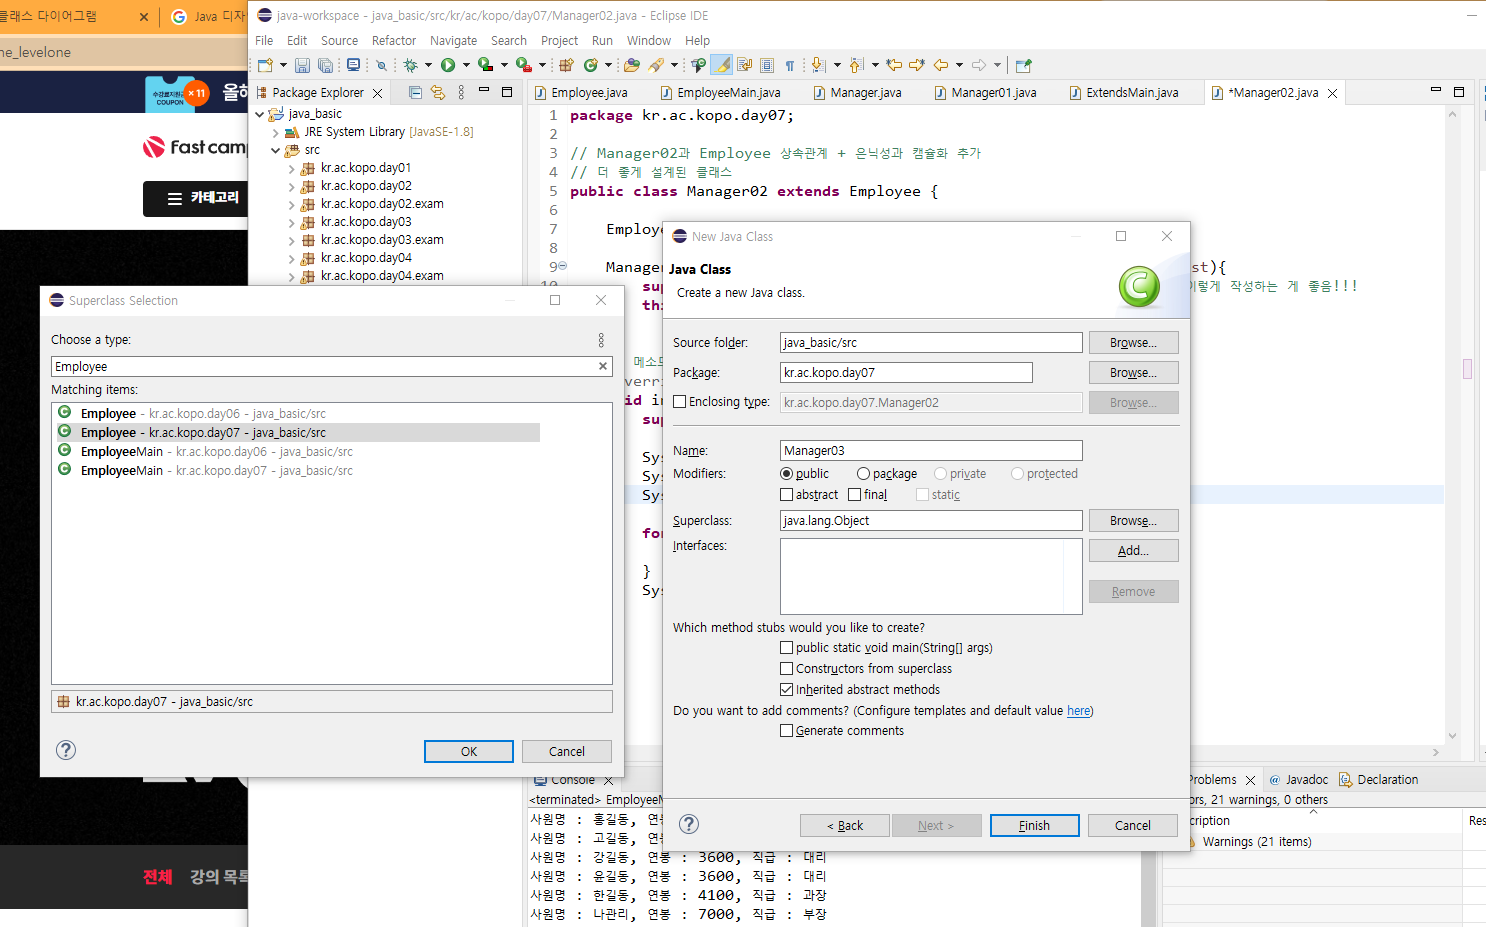 클래스 다이어그램
Java 디자
ne_levelone
수강료지원금
COUPON
× 11
올해
Fast camp
카테고리
전체 강의 목록
java-workspace - java_basic/src/kr/ac/kopo/day07/Manager02.java - Eclipse IDE
File Edit Source Refactor Navigate Search Project Run Window Help
Package Explorer
java_basic
JRE System Library [JavaSE-1.8]
src
kr.ac.kopo.day01
kr.ac.kopo.day02
kr.ac.kopo.day02.exam
kr.ac.kopo.day03
kr.ac.kopo.day03.exam
kr.ac.kopo.day04
kr.ac.kopo.day04.exam
Employee.java EmployeeMain.java Manager.java Manager01.java ExtendsMain.java *Manager02.java
1 package kr.ac.kopo.day07;
2
3 // Manager02과 Employee 상속관계 + 은닉성과 캡슐화 추가
4 // 더 좋게 설계된 클래스
5 public class Manager02 extends Employee {
6
7 Employe
8
9 Manager st){
10 sup 이렇게 작성하는 게 좋음!!!
thi
메소드
verri
id in
sup
Sys
Sys
Sys
for
}
Sys
Superclass Selection
Choose a type:
Employee
Matching items:
Employee - kr.ac.kopo.day06 - java_basic/src
Employee - kr.ac.kopo.day07 - java_basic/src
EmployeeMain - kr.ac.kopo.day06 - java_basic/src
EmployeeMain - kr.ac.kopo.day07 - java_basic/src
kr.ac.kopo.day07 - java_basic/src
OK Cancel
New Java Class
Java Class
Create a new Java class.
Source folder: java_basic/src Browse...
Package: kr.ac.kopo.day07 Browse...
Enclosing type: kr.ac.kopo.day07.Manager02 Browse...
Name: Manager03
Modifiers: public package private protected
abstract final static
Superclass: java.lang.Object Browse...
Interfaces: Add...
Remove
Which method stubs would you like to create?
public static void main(String[] args)
Constructors from superclass
Inherited abstract methods
Do you want to add comments? (Configure templates and default value here)
Generate comments
< Back Next > Finish Cancel
Console
<terminated> EmployeeM
사원명 : 홍길동, 연봉
사원명 : 고길동, 연
사원명 : 강길동, 연봉 : 3600, 직급 : 대리
사원명 : 윤길동, 연봉 : 3600, 직급 : 대리
사원명 : 한길동, 연봉 : 4100, 직급 : 과장
사원명 : 나관리, 연봉 : 7000, 직급 : 부장
Problems Javadoc Declaration
ors, 21 warnings, 0 others
cription Res
Warnings (21 items)